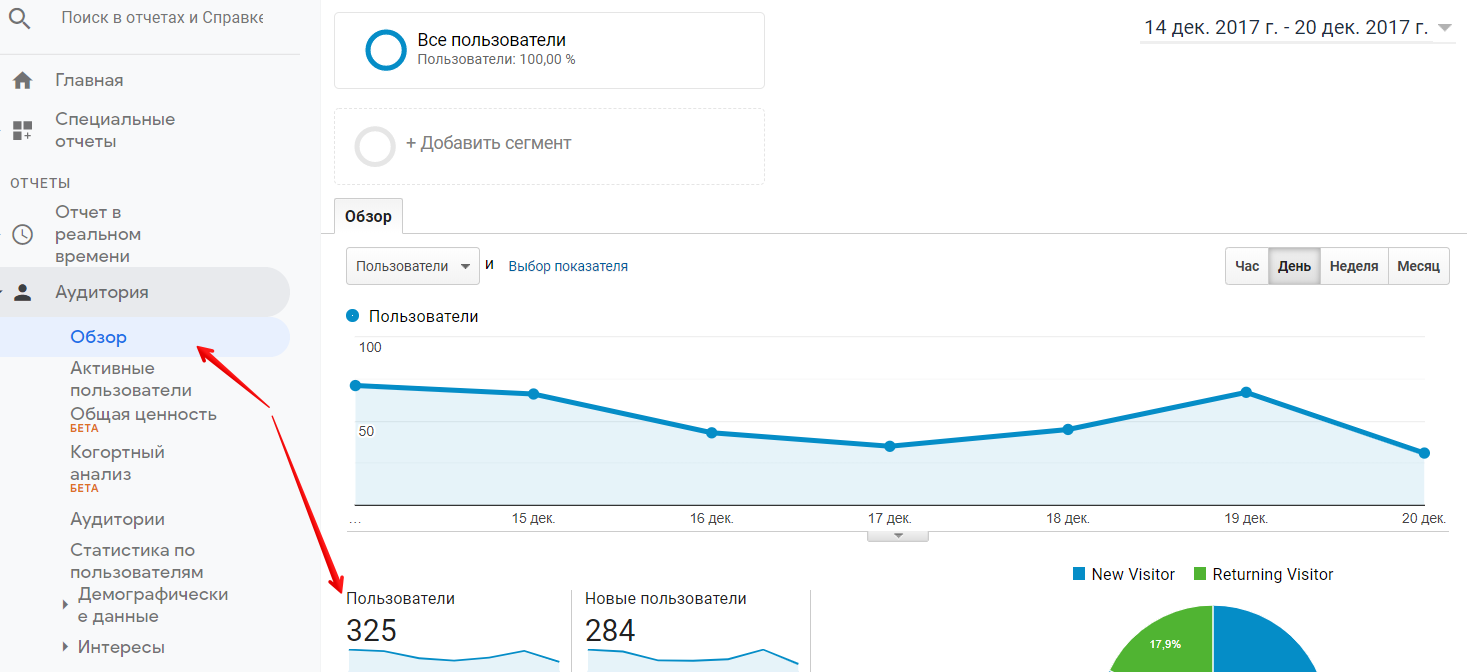 Поиск в отчетах и Справке
Главная
Специальные
отчеты
ОТЧЕТЫ
Отчет в
реальном
времени
Аудитория
Обзор
Активные
пользователи
Общая ценность
БЕТА
Когортный
анализ
БЕТА
Аудитории
Статистика по
пользователям
Демографически
е данные
Интересы
Все пользователи
Пользователи: 100,00 %
+ Добавить сегмент
14 дек. 2017 г. - 20 дек. 2017 г.
Обзор
Пользователи и Выбор показателя
Час День Неделя Месяц
Пользователи
100
50
... 15 дек. 16 дек. 17 дек. 18 дек. 19 дек. 20 дек.
Пользователи
325
Новые пользователи
284
New Visitor Returning Visitor
17,9%